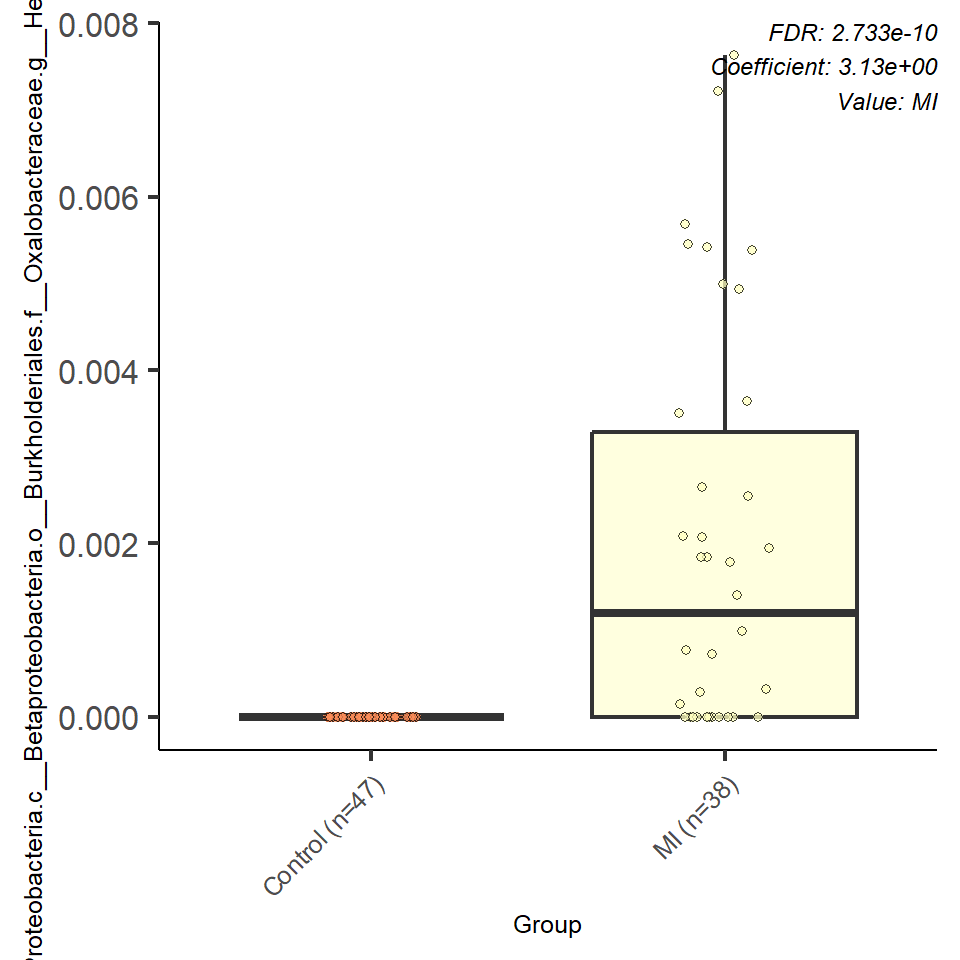 Proteobacteria.c__Betaproteobacteria.o__Burkholderiales.f__Oxalobacteraceae.g__He
0.008
0.006
0.004
0.002
0.000
FDR: 2.733e-10
Coefficient: 3.13e+00
Value: MI
Control (n=47)
MI (n=38)
Group